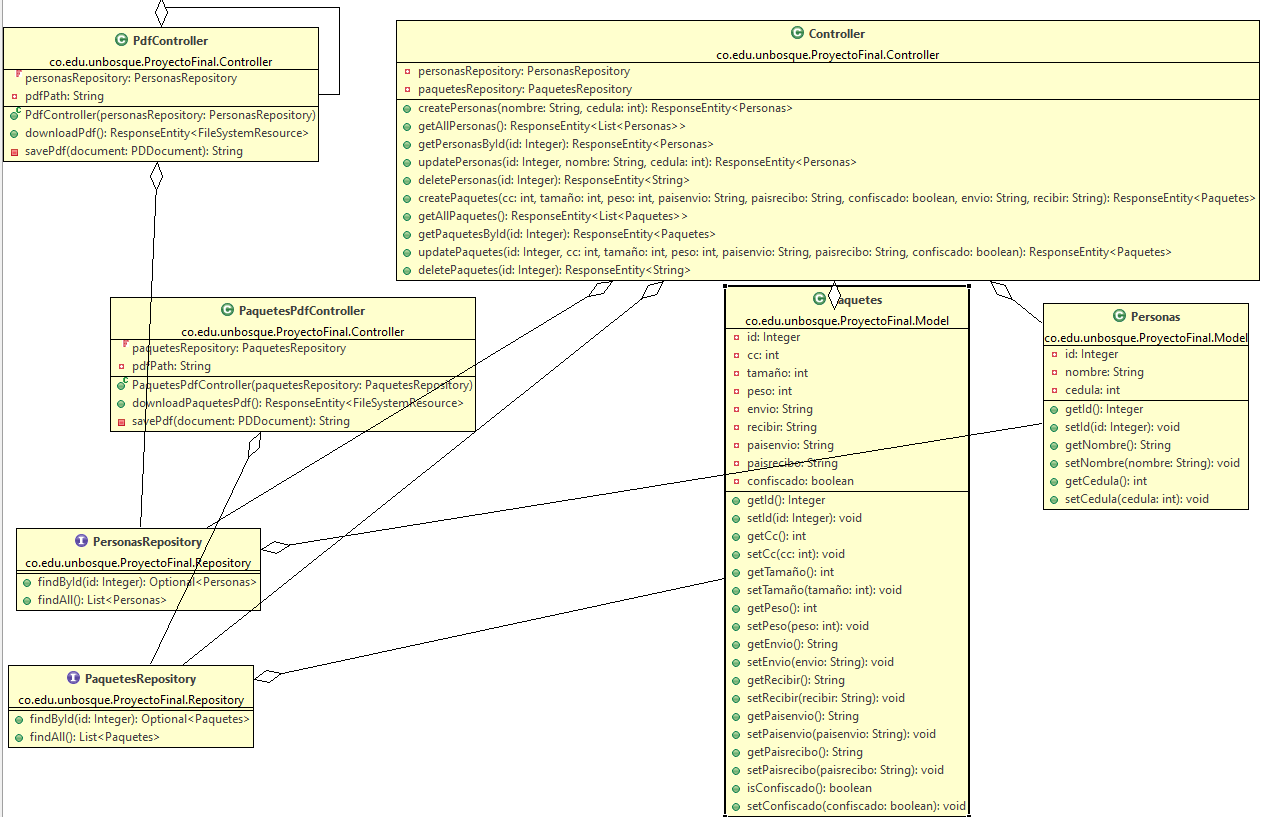 PdfController
co.edu.unbosque.ProyectoFinal.Controller
personasRepository: PersonasRepository
pdfPath: String
PdfController(personasRepository: PersonasRepository)
downloadPdf(): ResponseEntity<FileSystemResource>
savePdf(document: PDDocument): String
Controller
co.edu.unbosque.ProyectoFinal.Controller
personasRepository: PersonasRepository
paquetesRepository: PaquetesRepository
createPersonas(nombre: String, cedula: int): ResponseEntity<Personas>
getAllPersonas(): ResponseEntity<List<Personas>>
getPersonasById(id: Integer): ResponseEntity<Personas>
updatePersonas(id: Integer, nombre: String, cedula: int): ResponseEntity<Personas>
deletePersonas(id: Integer): ResponseEntity<String>
createPaquetes(cc: int, tamaño: int, peso: int, paisenvio: String, paisrecibo: String, confiscado: boolean, envio: String, recibir: String): ResponseEntity<Paquetes>
getAllPaquetes(): ResponseEntity<List<Paquetes>>
getPaquetesById(id: Integer): ResponseEntity<Paquetes>
updatePaquetes(id: Integer, cc: int, tamaño: int, peso: int, paisenvio: String, paisrecibo: String, confiscado: boolean): ResponseEntity<Paquetes>
deletePaquetes(id: Integer): ResponseEntity<String>
PaquetesPdfController
co.edu.unbosque.ProyectoFinal.Controller
paquetesRepository: PaquetesRepository
pdfPath: String
PaquetesPdfController(paquetesRepository: PaquetesRepository)
downloadPaquetesPdf(): ResponseEntity<FileSystemResource>
savePdf(document: PDDocument): String
Paquetes
co.edu.unbosque.ProyectoFinal.Model
id: Integer
cc: int
tamaño: int
peso: int
envio: String
recibir: String
paisenvio: String
paisrecibo: String
confiscado: boolean
getId(): Integer
setId(id: Integer): void
getCc(): int
setCc(cc: int): void
getTamaño(): int
setTamaño(tamaño: int): void
getPeso(): int
setPeso(peso: int): void
getEnvio(): String
setEnvio(envio: String): void
getRecibir(): String
setRecibir(recibir: String): void
getPaisenvio(): String
setPaisenvio(paisenvio: String): void
getPaisrecibo(): String
setPaisrecibo(paisrecibo: String): void
isConfiscado(): boolean
setConfiscado(confiscado: boolean): void
Personas
co.edu.unbosque.ProyectoFinal.Model
id: Integer
nombre: String
cedula: int
getId(): Integer
setId(id: Integer): void
getNombre(): String
setNombre(nombre: String): void
getCedula(): int
setCedula(cedula: int): void
PersonasRepository
co.edu.unbosque.ProyectoFinal.Repository
findById(id: Integer): Optional<Personas>
findAll(): List<Personas>
PaquetesRepository
co.edu.unbosque.ProyectoFinal.Repository
findById(id: Integer): Optional<Paquetes>
findAll(): List<Paquetes>